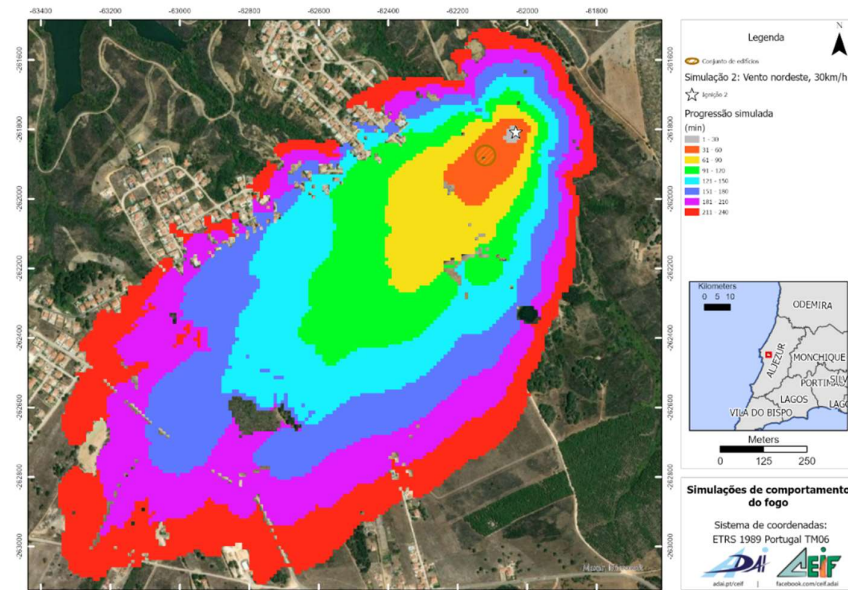 -63400 -63200 -63000 -62800 -62600 -62400 -62200 -62000 -61800
-261600
-261800
-262000
-262200
-262400
-262600
-262800
-263000
Legenda
N
Conjunto de edifícios
Simulação 2: Vento nordeste, 30km/h
Ignição 2
Progressão simulada
(min)
1 - 30
31 - 60
61 - 90
91 - 120
121 - 150
151 - 180
181 - 210
211 - 240
Kilometers
0 5 10
ODEMIRA
ALJEZUR
MONCHIQUE
LAGOS
VILA DO BISPO
Meters
0 125 250
Simulações de comportamento
do fogo
Sistema de coordenadas:
ETRS 1989 Portugal TM06
ADAi CEIF
adai.pt/ceif | facebook.com/ceif.adai